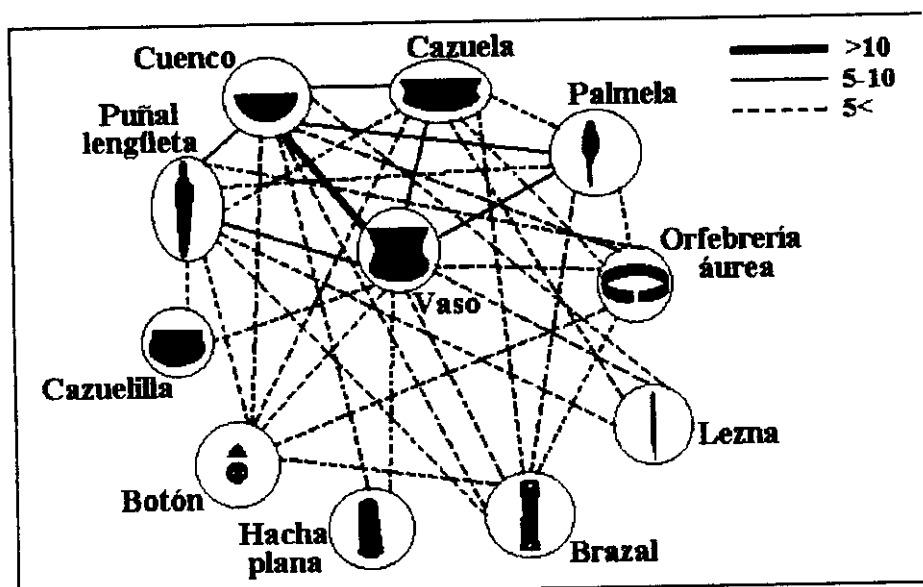 Cazuela
Cuenco
>10
5-10
5<
Palmela
Puñal
lengüeta
Orfebrería
áurea
Vaso
Cazuelilla
Lezna
Botón
Hacha
plana
Brazal